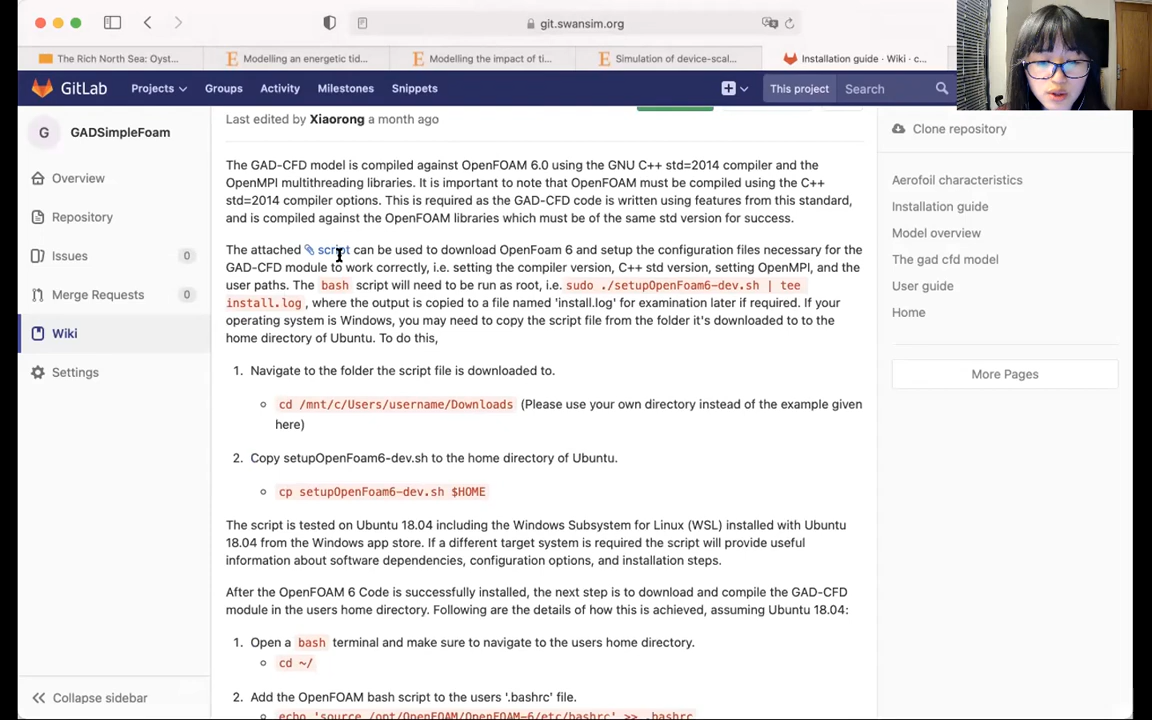 git.swansim.org
The Rich North Sea: Oyst...
Modelling an energetic tid...
Modelling the impact of ti...
Simulation of device-scal...
Installation guide · Wiki · c...
GitLab
Projects
Groups
Activity
Milestones
Snippets
This project
Search
G
GADSimpleFoam
Overview
Repository
Issues
0
Merge Requests
0
Wiki
Settings
Collapse sidebar
Last edited by Xiaorong a month ago
The GAD-CFD model is compiled against OpenFOAM 6.0 using the GNU C++ std=2014 compiler and the
OpenMPI multithreading libraries. It is important to note that OpenFOAM must be compiled using the C++
std=2014 compiler options. This is required as the GAD-CFD code is written using features from this standard,
and is compiled against the OpenFOAM libraries which must be of the same std version for success.
The attached script can be used to download OpenFoam 6 and setup the configuration files necessary for the
GAD-CFD module to work correctly, i.e. setting the compiler version, C++ std version, setting OpenMPI, and the
user paths. The bash script will need to be run as root, i.e. sudo ./setupOpenFoam6-dev.sh | tee
install.log, where the output is copied to a file named 'install.log' for examination later if required. If your
operating system is Windows, you may need to copy the script file from the folder it's downloaded to to the
home directory of Ubuntu. To do this,
1. Navigate to the folder the script file is downloaded to.
cd /mnt/c/Users/username/Downloads (Please use your own directory instead of the example given
here)
2. Copy setupOpenFoam6-dev.sh to the home directory of Ubuntu.
cp setupOpenFoam6-dev.sh $HOME
The script is tested on Ubuntu 18.04 including the Windows Subsystem for Linux (WSL) installed with Ubuntu
18.04 from the Windows app store. If a different target system is required the script will provide useful
information about software dependencies, configuration options, and installation steps.
After the OpenFOAM 6 Code is successfully installed, the next step is to download and compile the GAD-CFD
module in the users home directory. Following are the details of how this is achieved, assuming Ubuntu 18.04:
1. Open a bash terminal and make sure to navigate to the users home directory.
cd ~/
2. Add the OpenFOAM bash script to the users '.bashrc' file.
echo 'source /opt/OpenFOAM/OpenFOAM-6/etc/bashrc' >> .bashrc
Clone repository
Aerofoil characteristics
Installation guide
Model overview
The gad cfd model
User guide
Home
More Pages